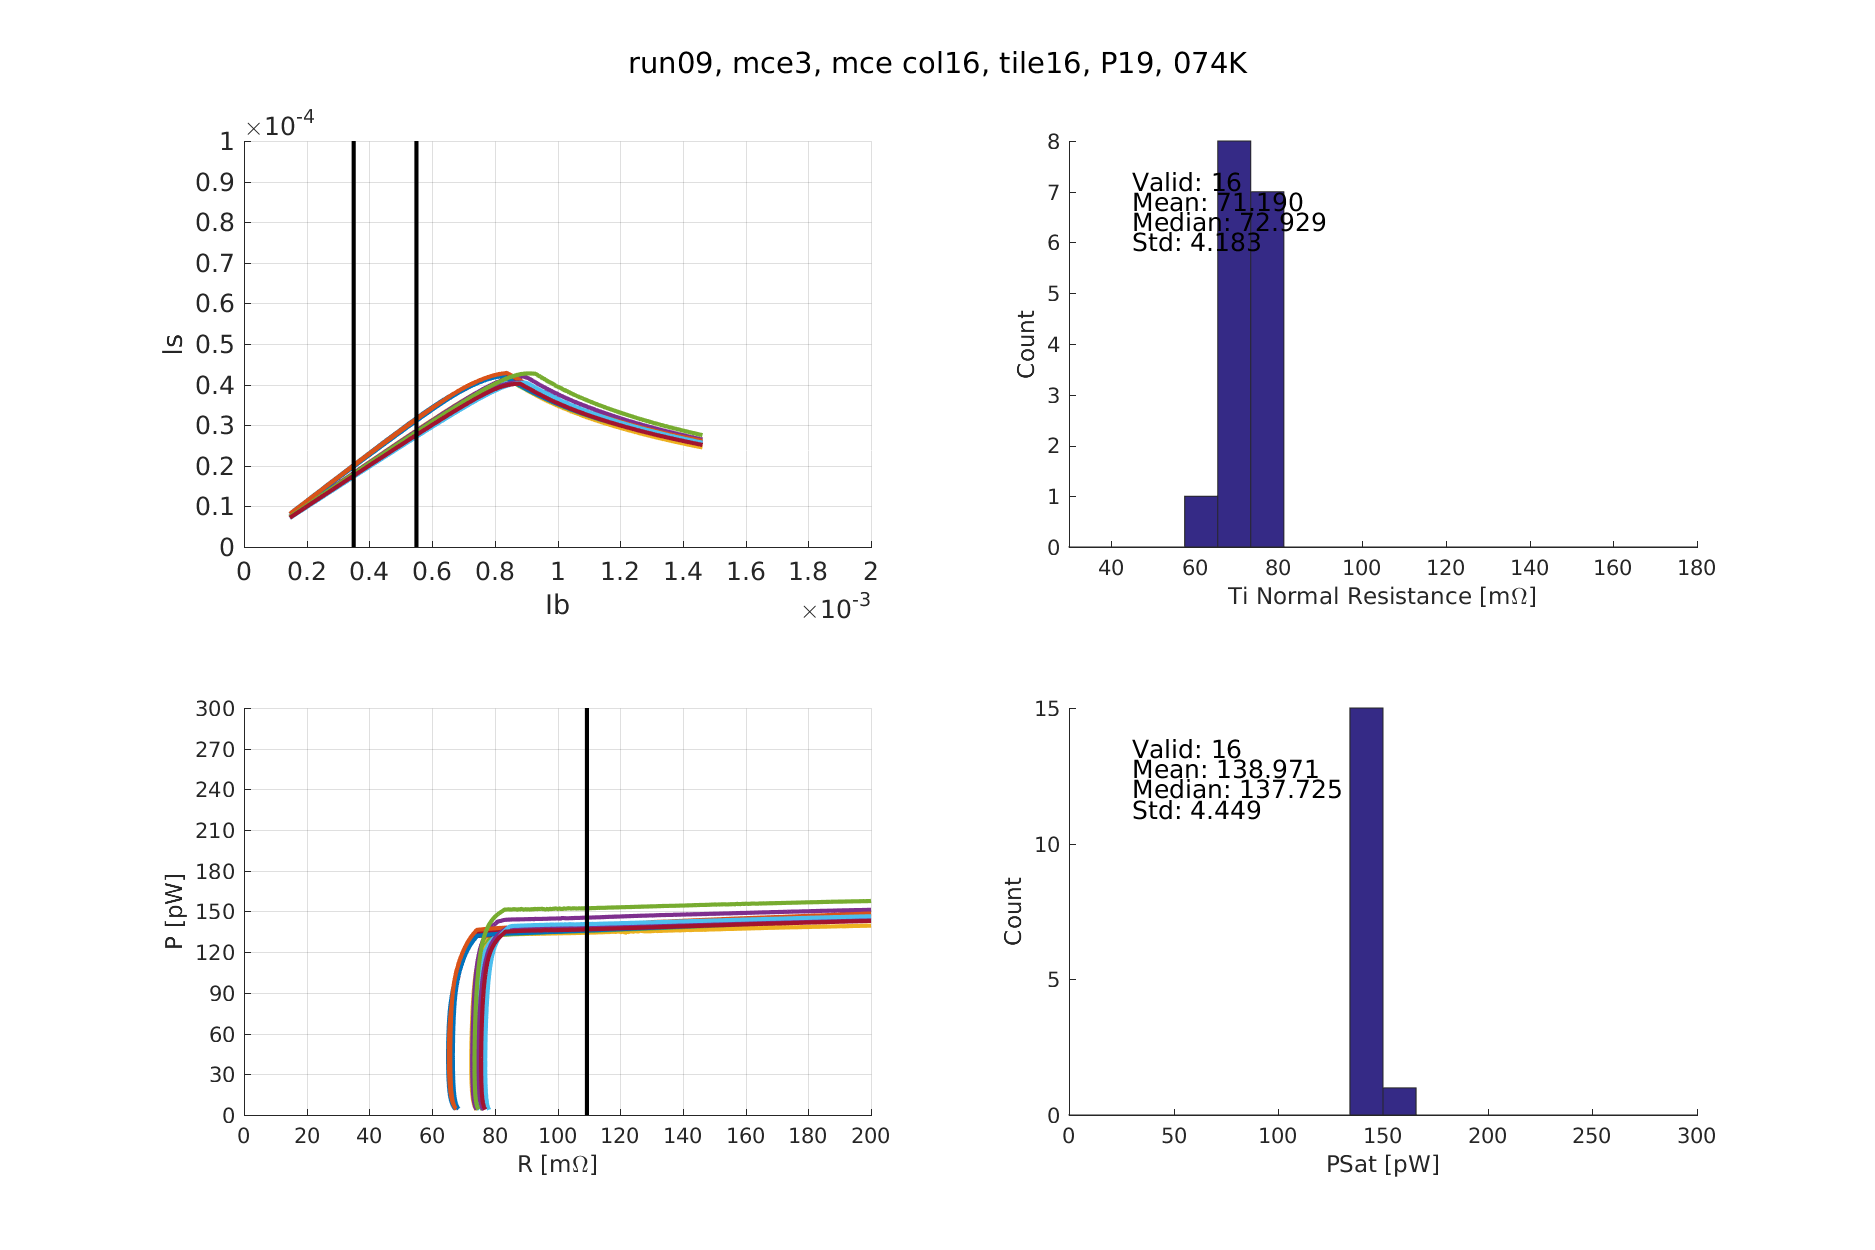 run09, mce3, mce col16, tile16, P19, 074K
×10-4
1
0.9
0.8
0.7
0.6
0.5
0.4
0.3
0.2
0.1
0
Is
0 0.2 0.4 0.6 0.8 1 1.2 1.4 1.6 1.8 2
Ib
×10-3
8
7
6
5
4
3
2
1
0
Count
Valid: 16
Mean: 71.190
Median: 72.929
Std: 4.183
40 60 80 100 120 140 160 180
Ti Normal Resistance [mΩ]
300
270
240
210
180
150
120
90
60
30
0
P [pW]
0 20 40 60 80 100 120 140 160 180 200
R [mΩ]
15
10
5
0
Count
Valid: 16
Mean: 138.971
Median: 137.725
Std: 4.449
0 50 100 150 200 250 300
PSat [pW]